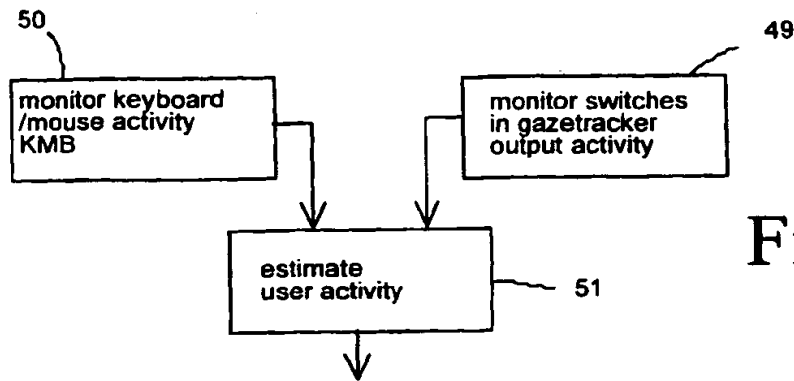 50
49
monitor keyboard
/mouse activity
KMB
monitor switches
in gazetracker
output activity
estimate
user activity
51